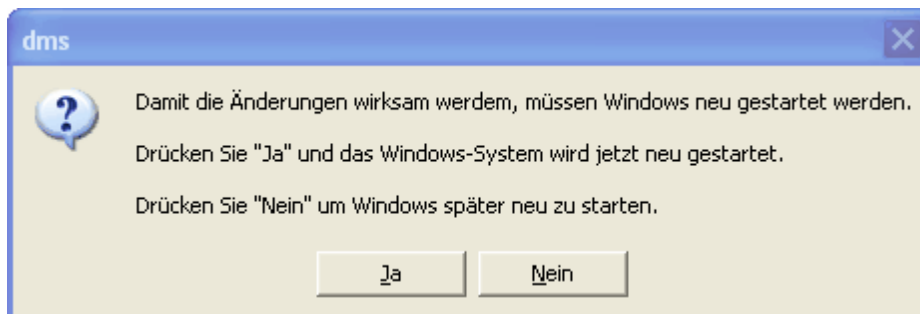 dms
Damit die Änderungen wirksam werdem, müssen Windows neu gestartet werden.
Drücken Sie "Ja" und das Windows-System wird jetzt neu gestartet.
Drücken Sie "Nein" um Windows später neu zu starten.
Ja
Nein